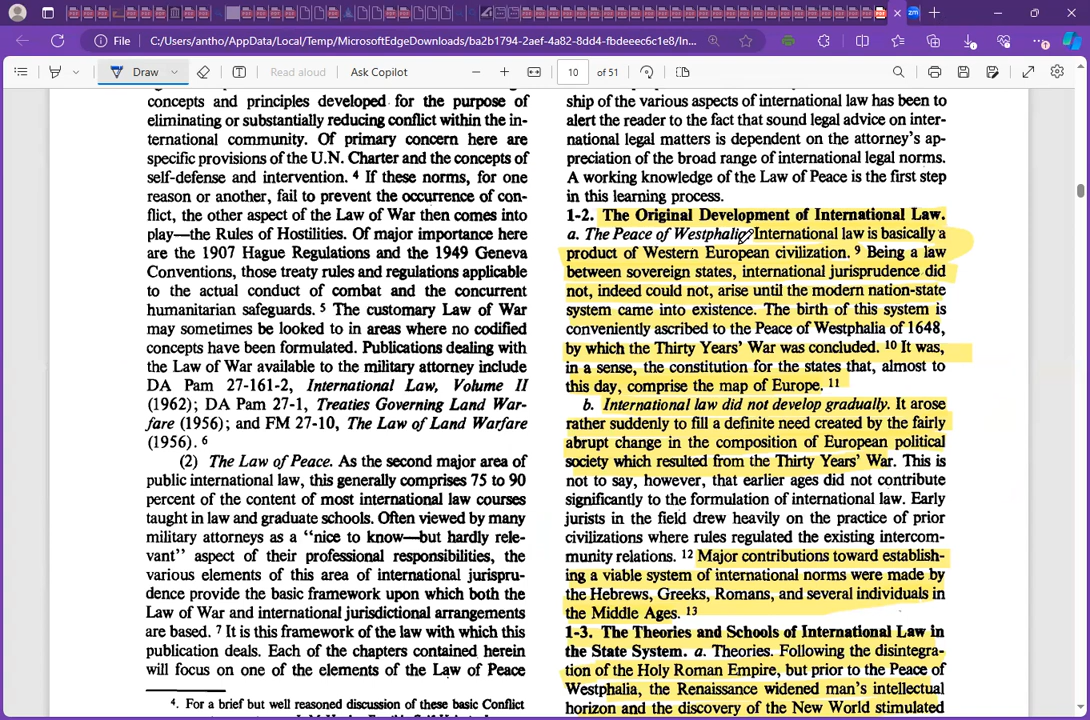 File
C:/Users/antho/AppData/Local/Temp/MicrosoftEdgeDownloads/ba2b1794-2aef-4a82-8dd4-fbdeeec6c1e8/In...
Draw
Read aloud
Ask Copilot
10 of 51
concepts and principles developed for the purpose of
eliminating or substantially reducing conflict within the in-
ternational community. Of primary concern here are
specific provisions of the U.N. Charter and the concepts of
self-defense and intervention. 4 If these norms, for one
reason or another, fail to prevent the occurrence of con-
flict, the other aspect of the Law of War then comes into
play—the Rules of Hostilities. Of major importance here
are the 1907 Hague Regulations and the 1949 Geneva
Conventions, those treaty rules and regulations applicable
to the actual conduct of combat and the concurrent
humanitarian safeguards. 5 The customary Law of War
may sometimes be looked to in areas where no codified
concepts have been formulated. Publications dealing with
the Law of War available to the military attorney include
DA Pam 27-161-2, International Law, Volume II
(1962); DA Pam 27-1, Treaties Governing Land War-
fare (1956); and FM 27-10, The Law of Land Warfare
(1956). 6
(2) The Law of Peace. As the second major area of
public international law, this generally comprises 75 to 90
percent of the content of most international law courses
taught in law and graduate schools. Often viewed by many
military attorneys as a “nice to know—but hardly rele-
vant” aspect of their professional responsibilities, the
various elements of this area of international jurispru-
dence provide the basic framework upon which both the
Law of War and international jurisdictional arrangements
are based. 7 It is this framework of the law with which this
publication deals. Each of the chapters contained herein
will focus on one of the elements of the Law of Peace
4. For a brief but well reasoned discussion of these basic Conflict
ship of the various aspects of international law has been to
alert the reader to the fact that sound legal advice on inter-
national legal matters is dependent on the attorney's ap-
preciation of the broad range of international legal norms.
A working knowledge of the Law of Peace is the first step
in this learning process.
1-2. The Original Development of International Law.
a. The Peace of Westphalia International law is basically a
product of Western European civilization. 9 Being a law
between sovereign states, international jurisprudence did
not, indeed could not, arise until the modern nation-state
system came into existence. The birth of this system is
conveniently ascribed to the Peace of Westphalia of 1648,
by which the Thirty Years' War was concluded. 10 It was,
in a sense, the constitution for the states that, almost to
this day, comprise the map of Europe. 11
b. International law did not develop gradually. It arose
rather suddenly to fill a definite need created by the fairly
abrupt change in the composition of European political
society which resulted from the Thirty Years' War. This is
not to say, however, that earlier ages did not contribute
significantly to the formulation of international law. Early
jurists in the field drew heavily on the practice of prior
civilizations where rules regulated the existing intercom-
munity relations. 12 Major contributions toward establish-
ing a viable system of international norms were made by
the Hebrews, Greeks, Romans, and several individuals in
the Middle Ages. 13
1-3. The Theories and Schools of International Law in
the State System. a. Theories. Following the disintegra-
tion of the Holy Roman Empire, but prior to the Peace of
Westphalia, the Renaissance widened man's intellectual
horizon and the discovery of the New World stimulated